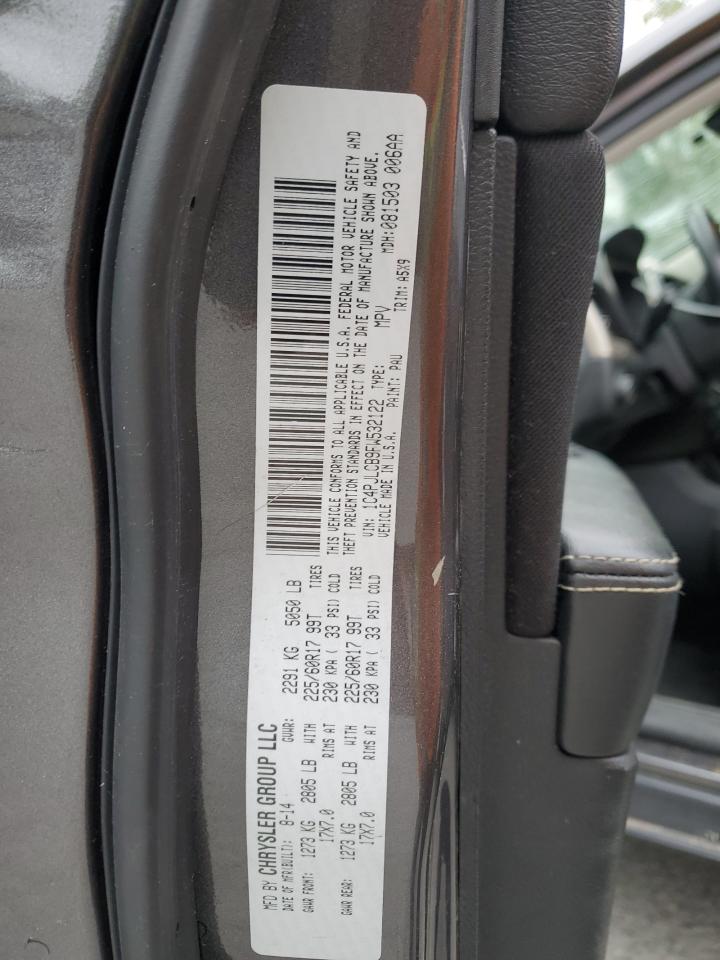 MFD BY CHRYSLER GROUP LLC
DATE OF MFR(BUILT): 8-14 GVWR: 2291 KG 5050 LB
GAWR FRONT: 1273 KG 2805 LB WITH 225/60R17 99T TIRES
17X7.0 RIMS AT 230 KPA ( 33 PSI) COLD
GAWR REAR: 1273 KG 2805 LB WITH 225/60R17 99T TIRES
17X7.0 RIMS AT 230 KPA ( 33 PSI) COLD
THIS VEHICLE CONFORMS TO ALL APPLICABLE U.S.A. FEDERAL MOTOR VEHICLE SAFETY AND
THEFT PREVENTION STANDARDS IN EFFECT ON THE DATE OF MANUFACTURE SHOWN ABOVE.
VIN: 1C4PJLCB9FW532122 TYPE: MPV MDH:081503 006AA
VEHICLE MADE IN U.S.A. PAINT: PAU TRIM: A5X9